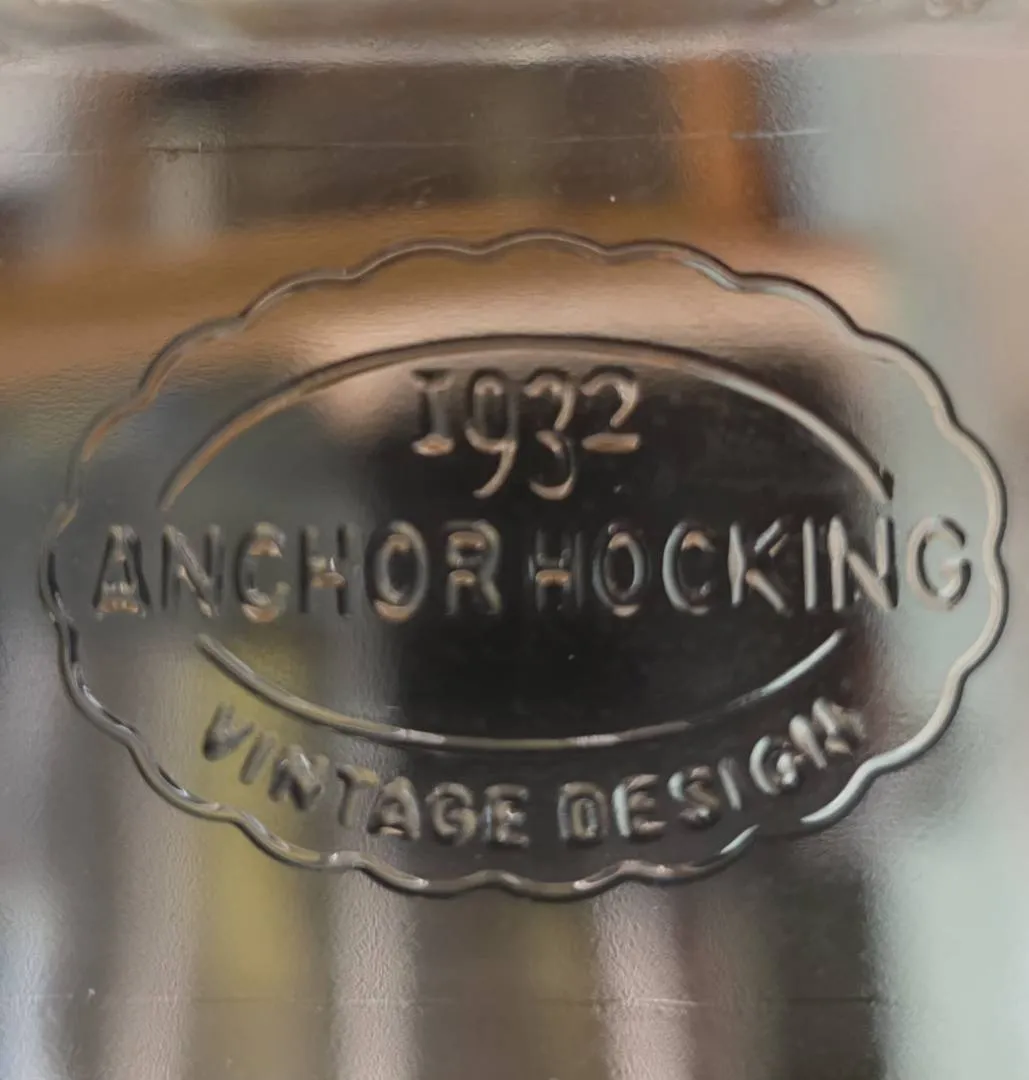 1932
ANCHOR HOCKING
VINTAGE DESIGN